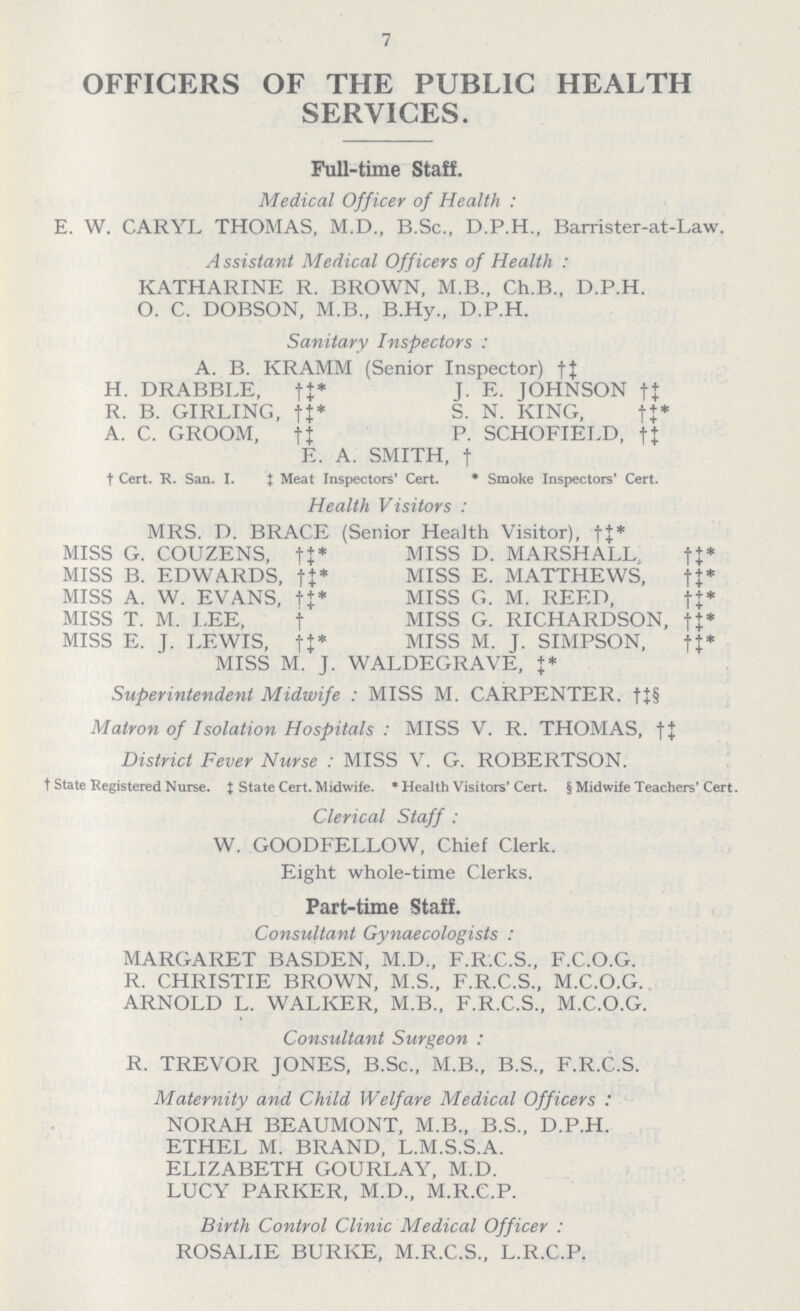 7
OFFICERS OF THE PUBLIC HEALTH
SERVICES.
Full-time Staff.
Medical Officer of Health :
E. W. CARYL THOMAS, M.D., B.Sc., D.P.H., Barrister-at-Law.
Assistant Medical Officers of Health :
KATHARINE R. BROWN, M.B., Ch.B., D.P.H.
O. C. DOBSON, M.B., B.Hy., D.P.H.
Sanitary Inspectors :
A. B. KRAMM (Senior Inspector) †‡
H. DRABBLE, †‡* J. E. JOHNSON †‡
R. B. GIRLING, †‡* S. N. KING, †‡*
A. C. GROOM, †‡ P. SCHOFIELD, †‡
E. A. SMITH, †
† Cert. R. San. I. ‡ Meat Inspectors' Cert. * Smoke Inspectors' Cert.
Health Visitors :
MRS. D. BRACE (Senior Health Visitor), †‡*
MISS G. COUZENS, †‡* MISS D. MARSHALL, †‡*
MISS B. EDWARDS, †‡* MISS E. MATTHEWS, †‡*
MISS A. W. EVANS, †‡* MISS G. M. REED, †‡*
MISS T. M. LEE, † MISS G. RICHARDSON, †‡*
MISS E. J. LEWIS, †‡* MISS M. J. SIMPSON, †‡*
MISS M. J. WALDEGRAVE, ‡*
Superintendent Midwife : MISS M. CARPENTER. †‡§
Matron of Isolation Hospitals : MISS V. R. THOMAS, †‡
District Fever Nurse : MISS V. G. ROBERTSON.
† State Registered Nurse. ‡ State Cert. Midwife. * Health Visitors' Cert. § Midwife Teachers' Cert.
Clerical Staff :
W. GOODFELLOW, Chief Clerk.
Eight whole-time Clerks.
Part-time Staff.
Consultant Gynaecologists :
MARGARET BASDEN, M.D., F.R.C.S., F.C.O.G.
R. CHRISTIE BROWN, M.S., F.R.C.S., M.C.O.G.
ARNOLD L. WALKER, M.B., F.R.C.S., M.C.O.G.
Consultant Surgeon :
R. TREVOR JONES, B.Sc., M.B., B.S., F.R.C.S.
Maternity and Child Welfare Medical Officers :
NORAH BEAUMONT, M.B., B.S., D.P.H.
ETHEL M. BRAND, L.M.S.S.A.
ELIZABETH GOURLAY, M.D.
LUCY PARKER, M.D., M.R.C.P.
Birth Control Clinic Medical Officer :
ROSALIE BURKE, M.R.C.S., L.R.C.P.